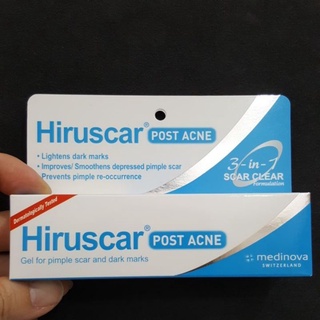 Hiruscar® POST ACNE
• Lightens dark marks
• Improves/ Smoothens depressed pimple scar
• Prevents pimple re-occurrence
3-in-1
SCAR CLEAR
Formulation
Dermatologically Tested
Hiruscar® POST ACNE
Gel for pimple scar and dark marks
medinova
SWITZERLAND